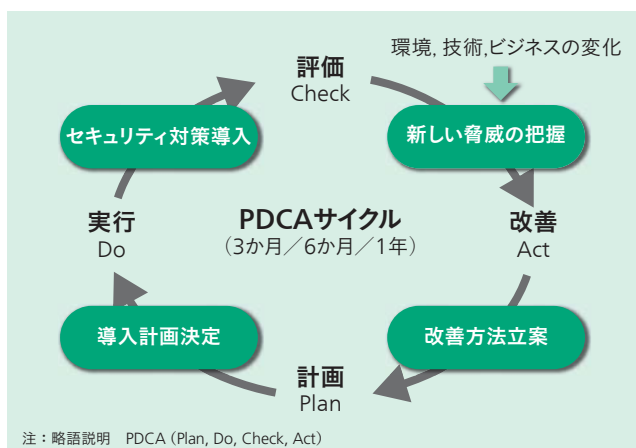 環境, 技術,ビジネスの変化
評価
Check
セキュリティ対策導入
新しい脅威の把握
実行
Do
PDCAサイクル
（3か月／6か月／1年）
改善
Act
導入計画決定
改善方法立案
計画
Plan
注：略語説明　PDCA（Plan, Do, Check, Act）